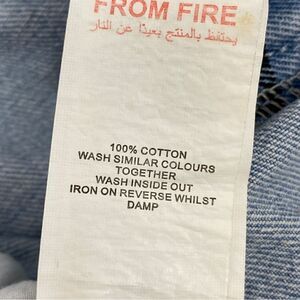 FROM FIRE
يحتفظ بالمنتج بعيدًا عن النار
100% COTTON
WASH SIMILAR COLOURS
TOGETHER
WASH INSIDE OUT
IRON ON REVERSE WHILST
DAMP